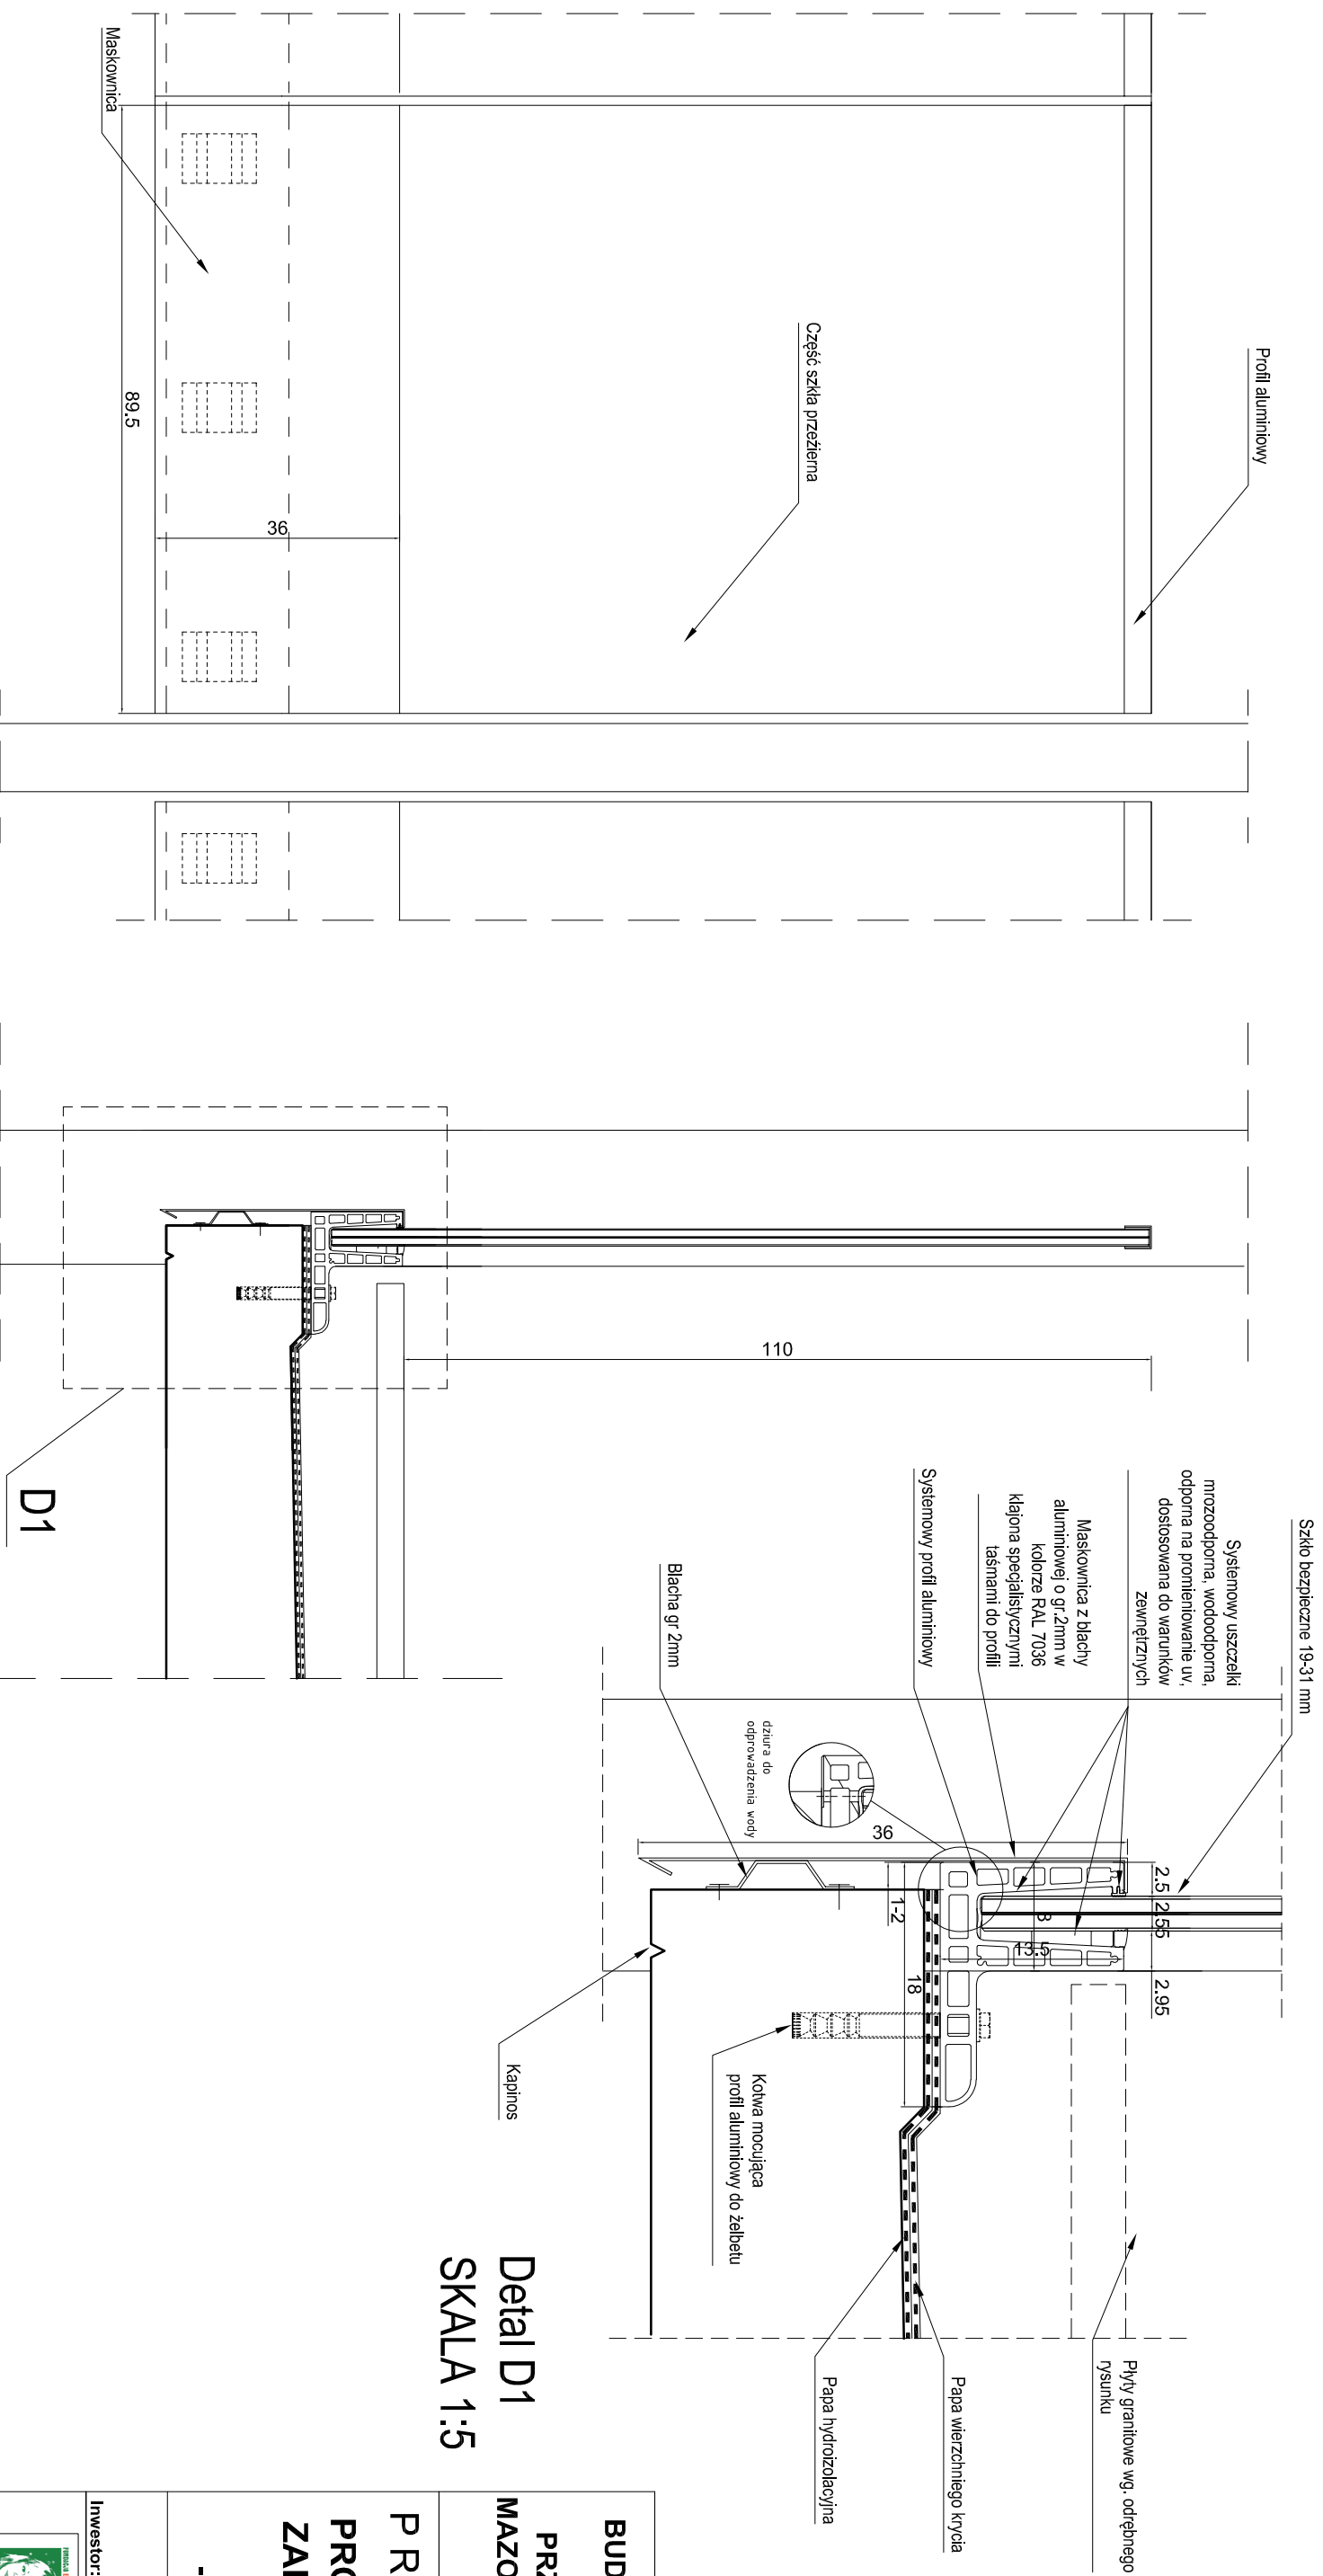 Profil aluminiowy
Część szkła przeźierna
Maskownica
89.5
36
110
D1
Szkło bezpieczne 19-31 mm
Systemowy uszczelki
mrozoodporna, wodoodporna,
odporna na promieniowanie uv,
dostosowana do warunków
zewnętrznych
Maskownica z blachy
aluminiowej o gr.2mm w
kolorze RAL 7036
klajona specjalistycznymi
taśmami do profili
Systemowy profil aluminiowy
Blacha gr 2mm
dziura do
odprowadzenia wody
36
2.5
2.55
2.95
8
13.5
1-2
18
Kapinos
Kotwa mocująca
profil aluminiowy do żelbetu
Płyty granitowe wg. odrębnego
rysunku
Papa wierzchniego krycia
Papa hydroizolacyjna
Detal D1
SKALA 1:5
BUD
PRZ
MAZO
P R
PRO
Inwestor: